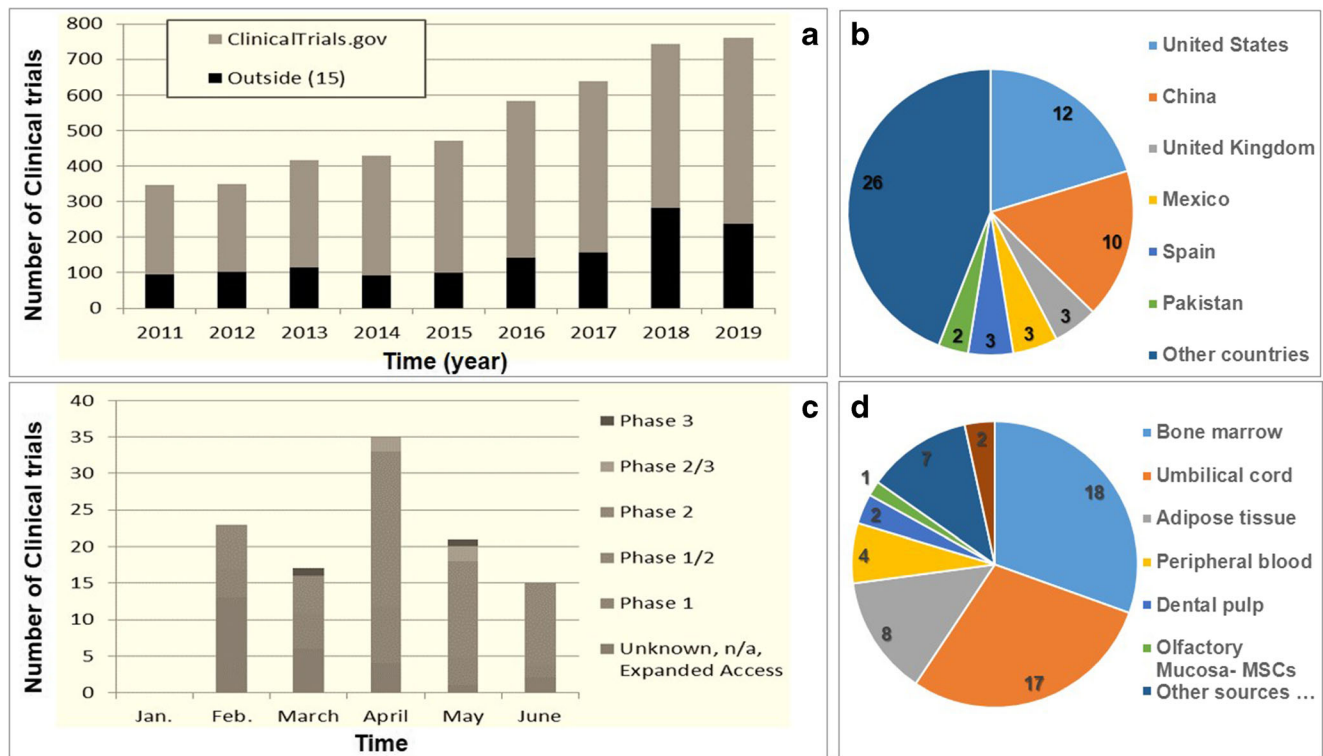 a
Number of Clinical trials
800
700
600
500
400
300
200
100
0
ClinicalTrials.gov
Outside (15)
2011 2012 2013 2014 2015 2016 2017 2018 2019
Time (year)
b
12
10
3
3
3
2
26
United States
China
United Kingdom
Mexico
Spain
Pakistan
Other countries
c
Number of Clinical trials
40
35
30
25
20
15
10
5
0
Jan. Feb. March April May June
Time
Phase 3
Phase 2/3
Phase 2
Phase 1/2
Phase 1
Unknown, n/a,
Expanded Access
d
18
17
8
4
2
1
7
2
Bone marrow
Umbilical cord
Adipose tissue
Peripheral blood
Dental pulp
Olfactory
Mucosa- MSCs
Other sources ...